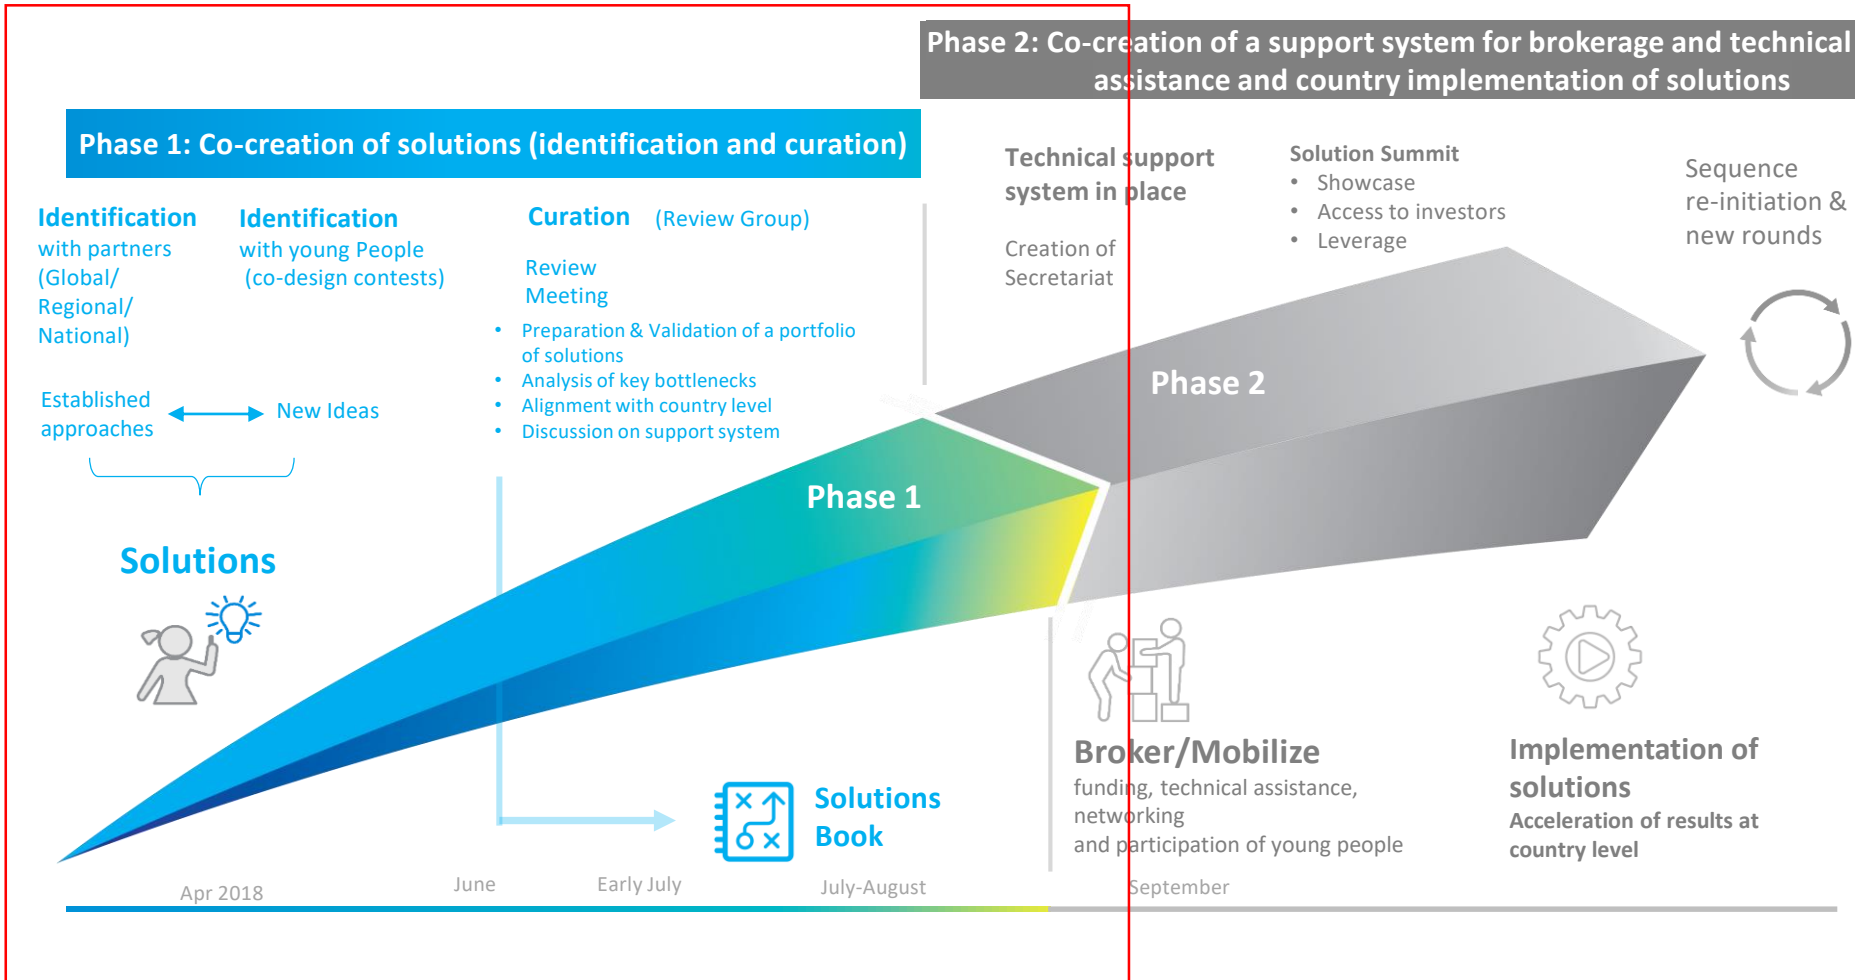 Phase 2: Co-creation of a support system for brokerage and technical
assistance and country implementation of solutions
Phase 1: Co-creation of solutions (identification and curation)
Identification
with partners
(Global/
Regional/
National)
Identification
with young People
(co-design contests)
Established
approaches
New Ideas
Curation (Review Group)
Review
Meeting
• Preparation & Validation of a portfolio
of solutions
• Analysis of key bottlenecks
• Alignment with country level
• Discussion on support system
Technical support
system in place
Creation of
Secretariat
Solution Summit
• Showcase
• Access to investors
• Leverage
Sequence
re-initiation &
new rounds
Phase 2
Phase 1
Solutions
Solutions
Book
Broker/Mobilize
funding, technical assistance,
networking
and participation of young people
Implementation of
solutions
Acceleration of results at
country level
Apr 2018
June
Early July
July-August
September